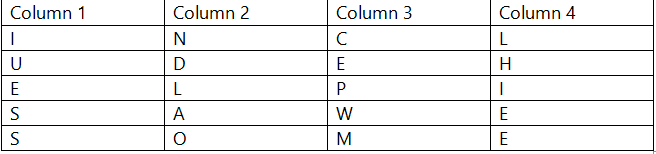 Column 1 Column 2 Column 3 Column 4
I N C L
U D E H
E L P I
S A W E
S O M E